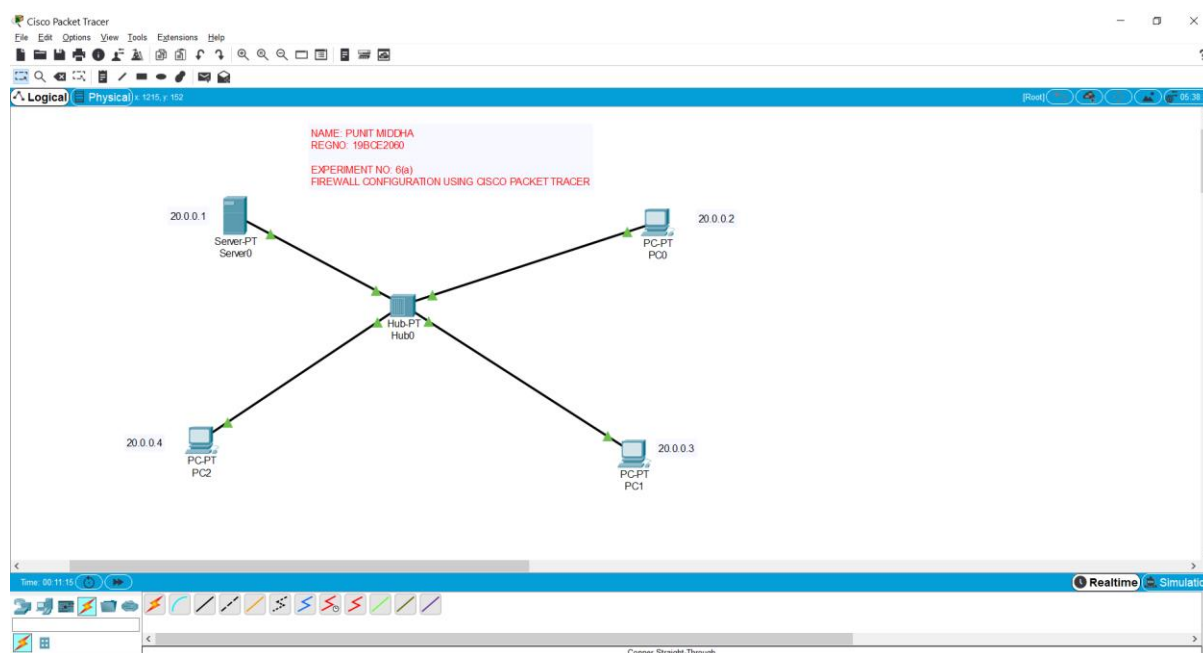 Cisco Packet Tracer
File Edit Options View Tools Extensions Help
Logical Physical x: 1215, y: 152 [Root] 05:38
NAME: PUNIT MIDDHA
REGNO: 19BCE2060
EXPERIMENT NO: 6(a)
FIREWALL CONFIGURATION USING CISCO PACKET TRACER
20.0.0.1
Server-PT
Server0
20.0.0.2
PC-PT
PC0
Hub-PT
Hub0
20.0.0.4
PC-PT
PC2
20.0.0.3
PC-PT
PC1
Time: 00:11:15 Realtime Simulatio
Copper Straight-Through